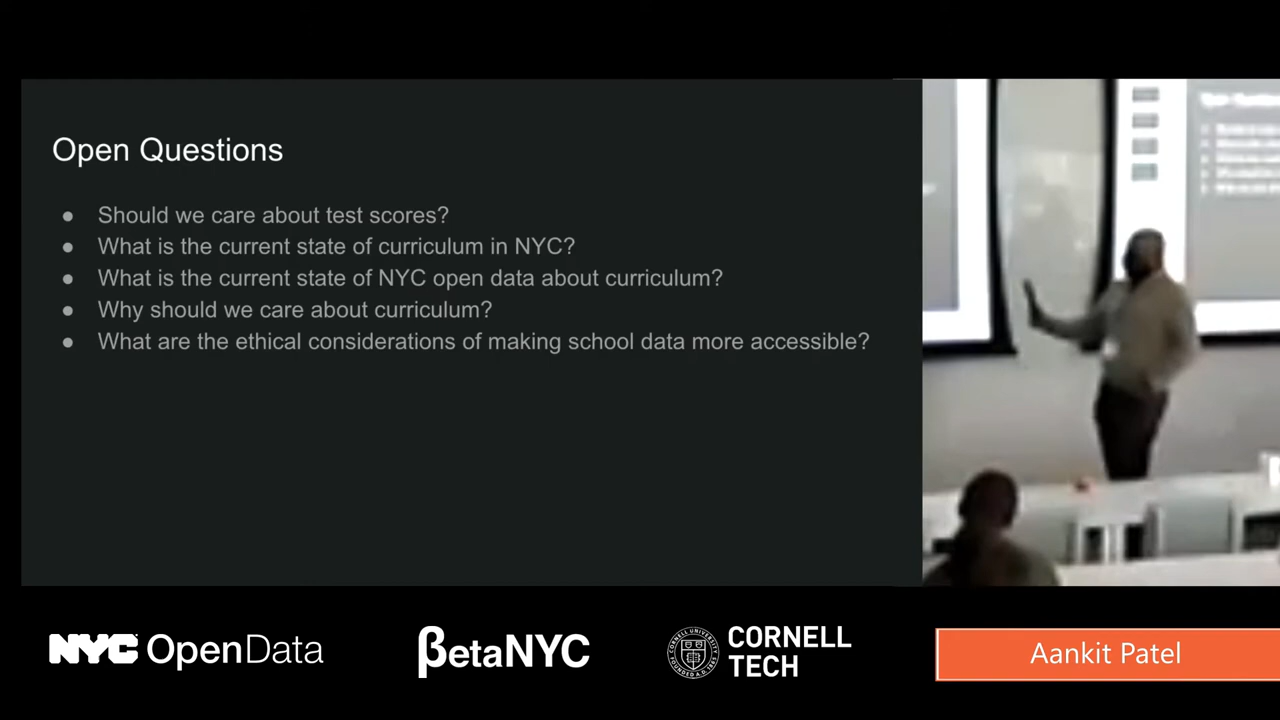 Open Questions
● Should we care about test scores?
● What is the current state of curriculum in NYC?
● What is the current state of NYC open data about curriculum?
● Why should we care about curriculum?
● What are the ethical considerations of making school data more accessible?
NYC OpenData
βetaNYC
CORNELL
TECH
Aankit Patel